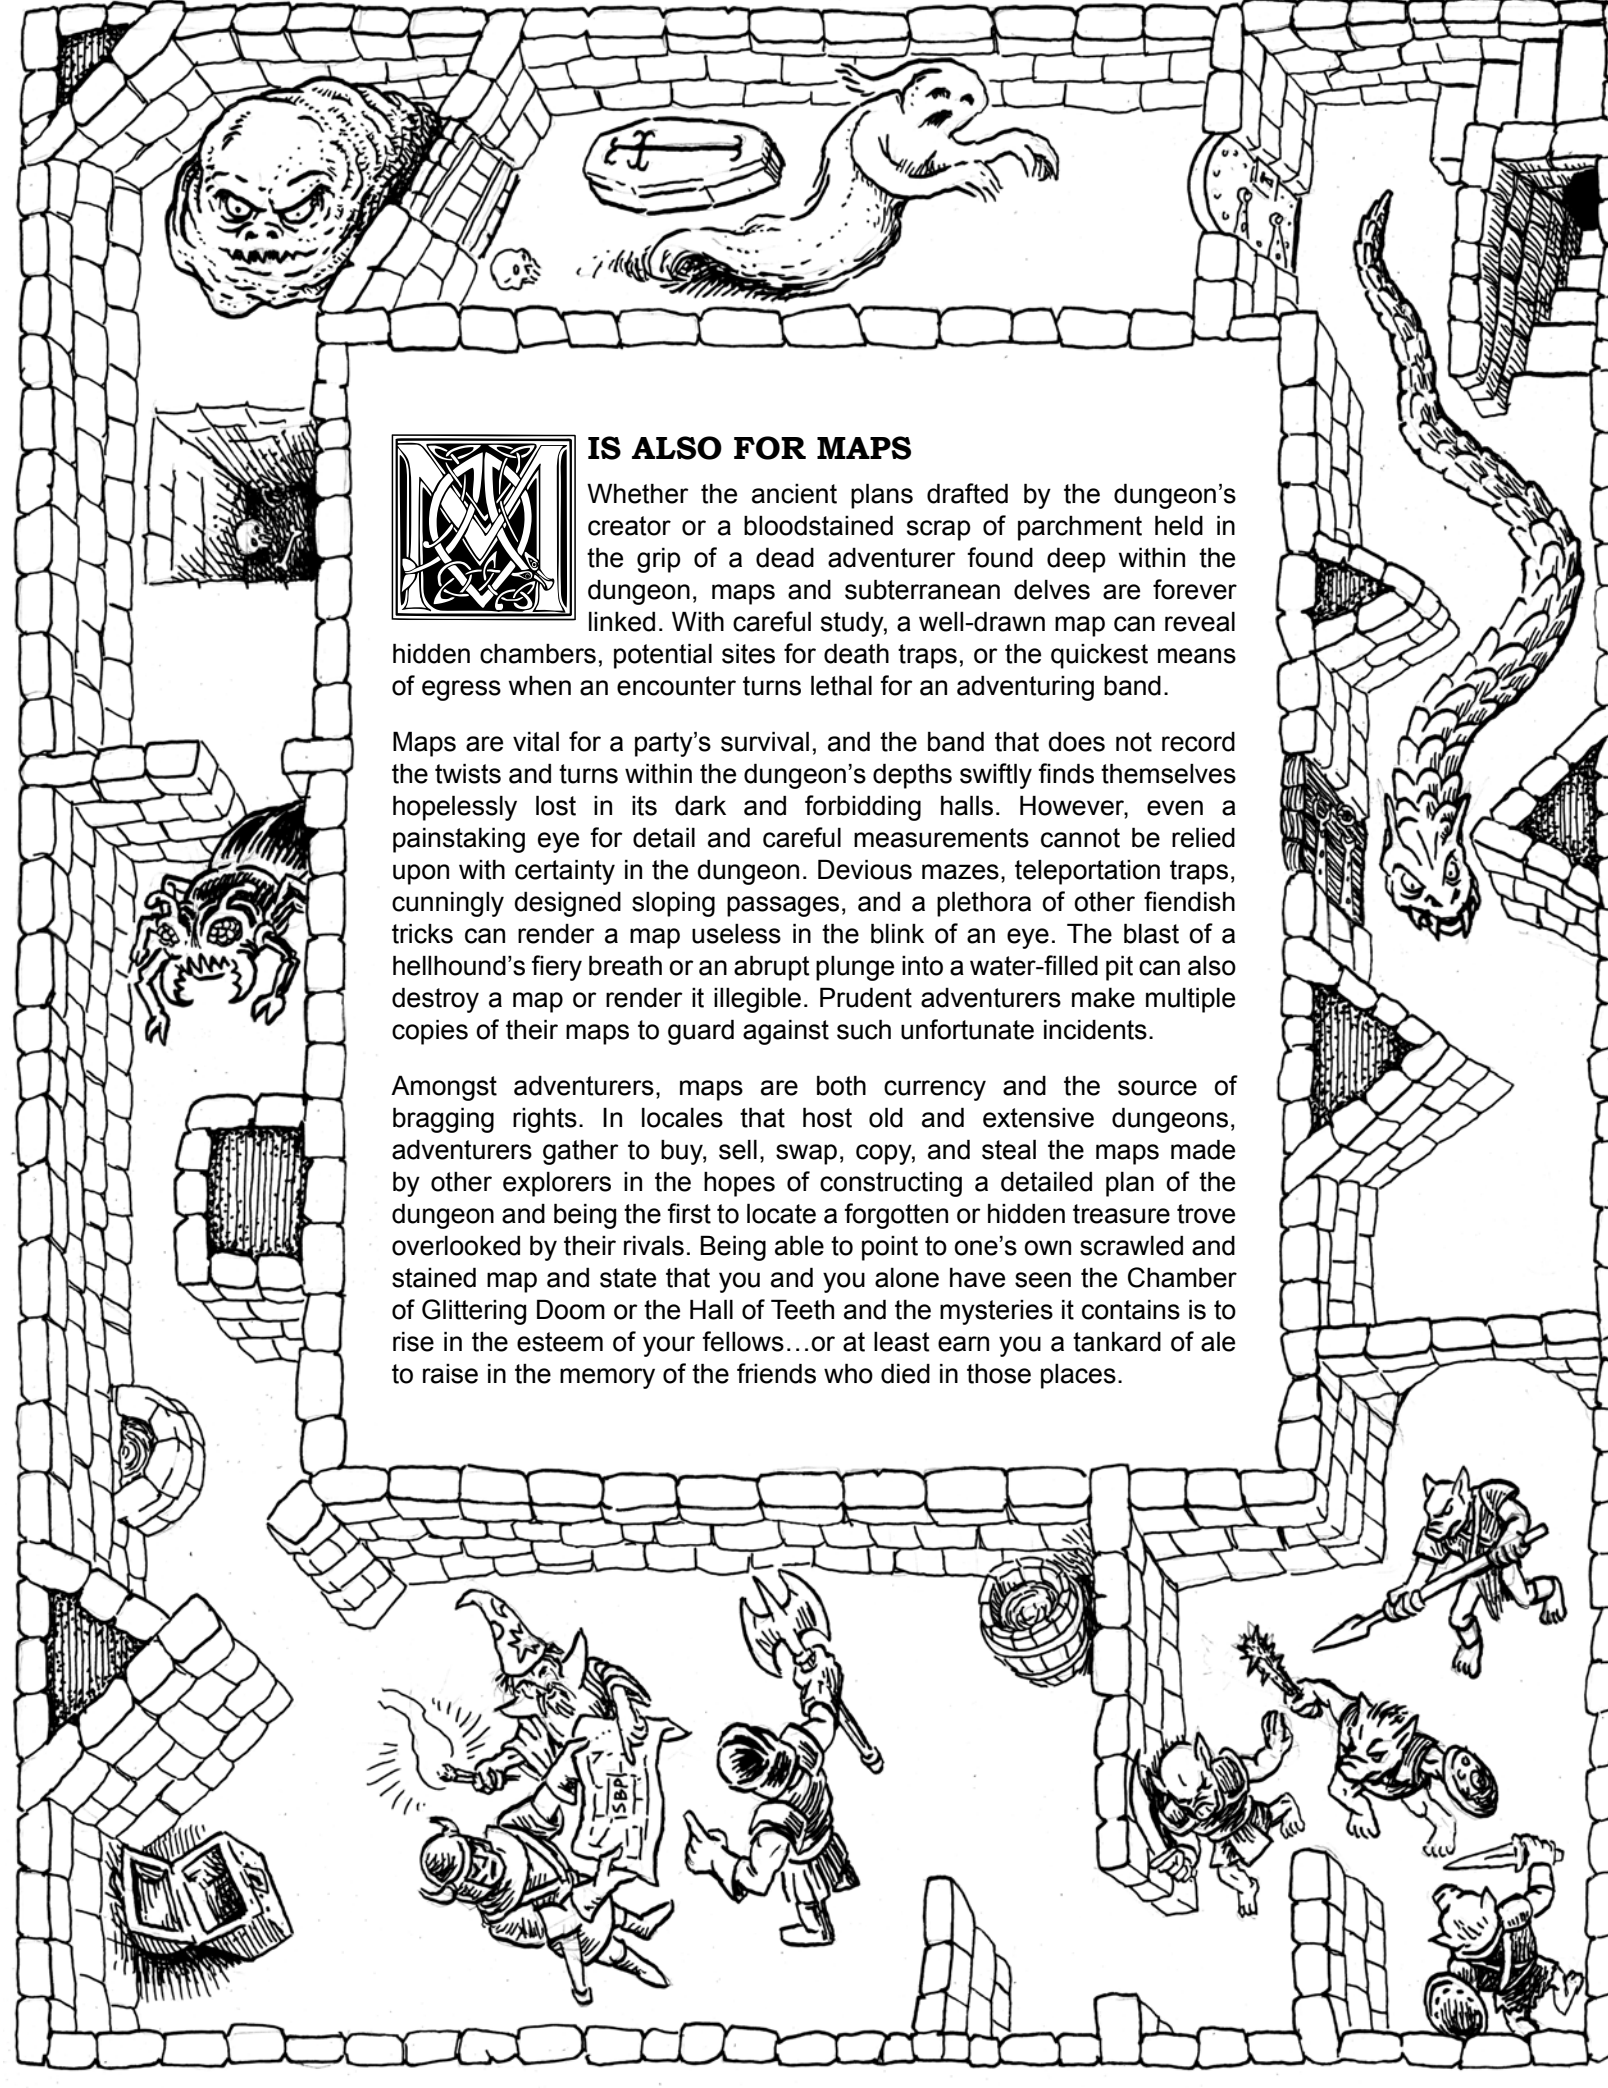 M IS ALSO FOR MAPS
Whether the ancient plans drafted by the dungeon’s
creator or a bloodstained scrap of parchment held in
the grip of a dead adventurer found deep within the
dungeon, maps and subterranean delves are forever
linked. With careful study, a well-drawn map can reveal
hidden chambers, potential sites for death traps, or the quickest means
of egress when an encounter turns lethal for an adventuring band.
Maps are vital for a party’s survival, and the band that does not record
the twists and turns within the dungeon’s depths swiftly finds themselves
hopelessly lost in its dark and forbidding halls. However, even a
painstaking eye for detail and careful measurements cannot be relied
upon with certainty in the dungeon. Devious mazes, teleportation traps,
cunningly designed sloping passages, and a plethora of other fiendish
tricks can render a map useless in the blink of an eye. The blast of a
hellhound’s fiery breath or an abrupt plunge into a water-filled pit can also
destroy a map or render it illegible. Prudent adventurers make multiple
copies of their maps to guard against such unfortunate incidents.
Amongst adventurers, maps are both currency and the source of
bragging rights. In locales that host old and extensive dungeons,
adventurers gather to buy, sell, swap, copy, and steal the maps made
by other explorers in the hopes of constructing a detailed plan of the
dungeon and being the first to locate a forgotten or hidden treasure trove
overlooked by their rivals. Being able to point to one’s own scrawled and
stained map and state that you and you alone have seen the Chamber
of Glittering Doom or the Hall of Teeth and the mysteries it contains is to
rise in the esteem of your fellows…or at least earn you a tankard of ale
to raise in the memory of the friends who died in those places.
ISBP